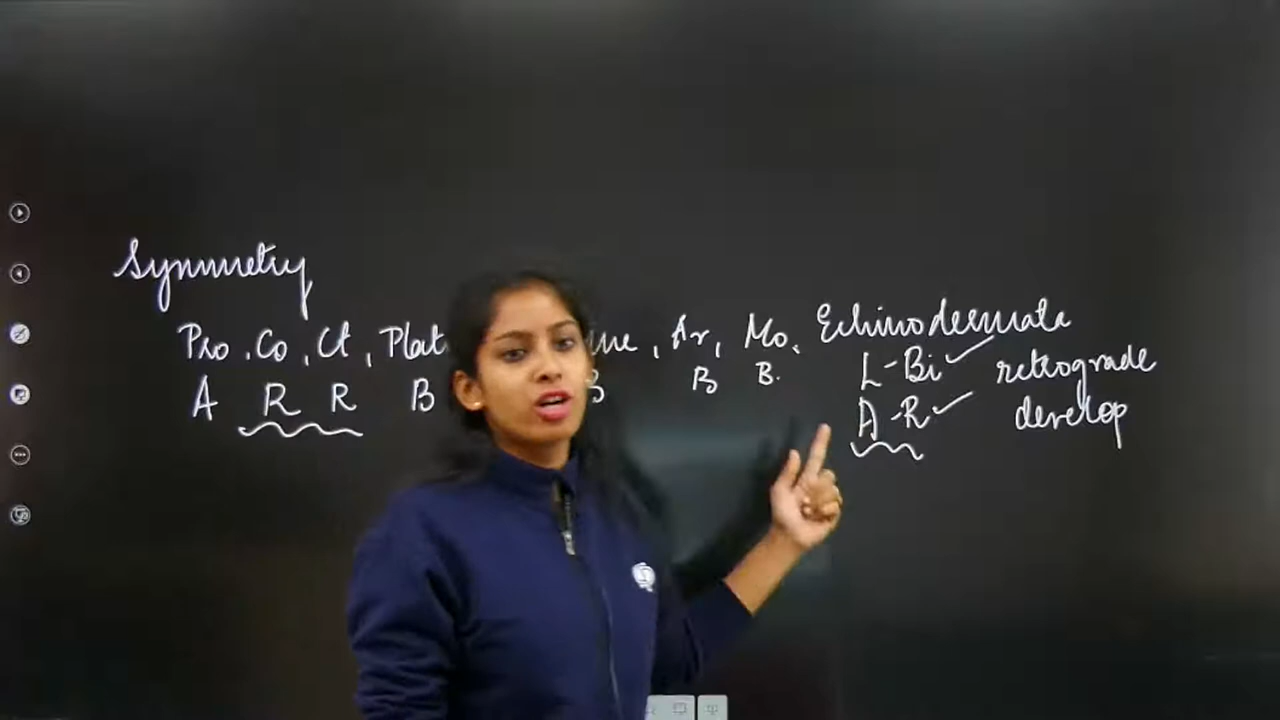 Symmetry
Pro, Co, Ct, Plat , Ar, Mo, Echinodermata
A R R B B B B.
L-Bi ✓ retrograde
A-R ✓ develop